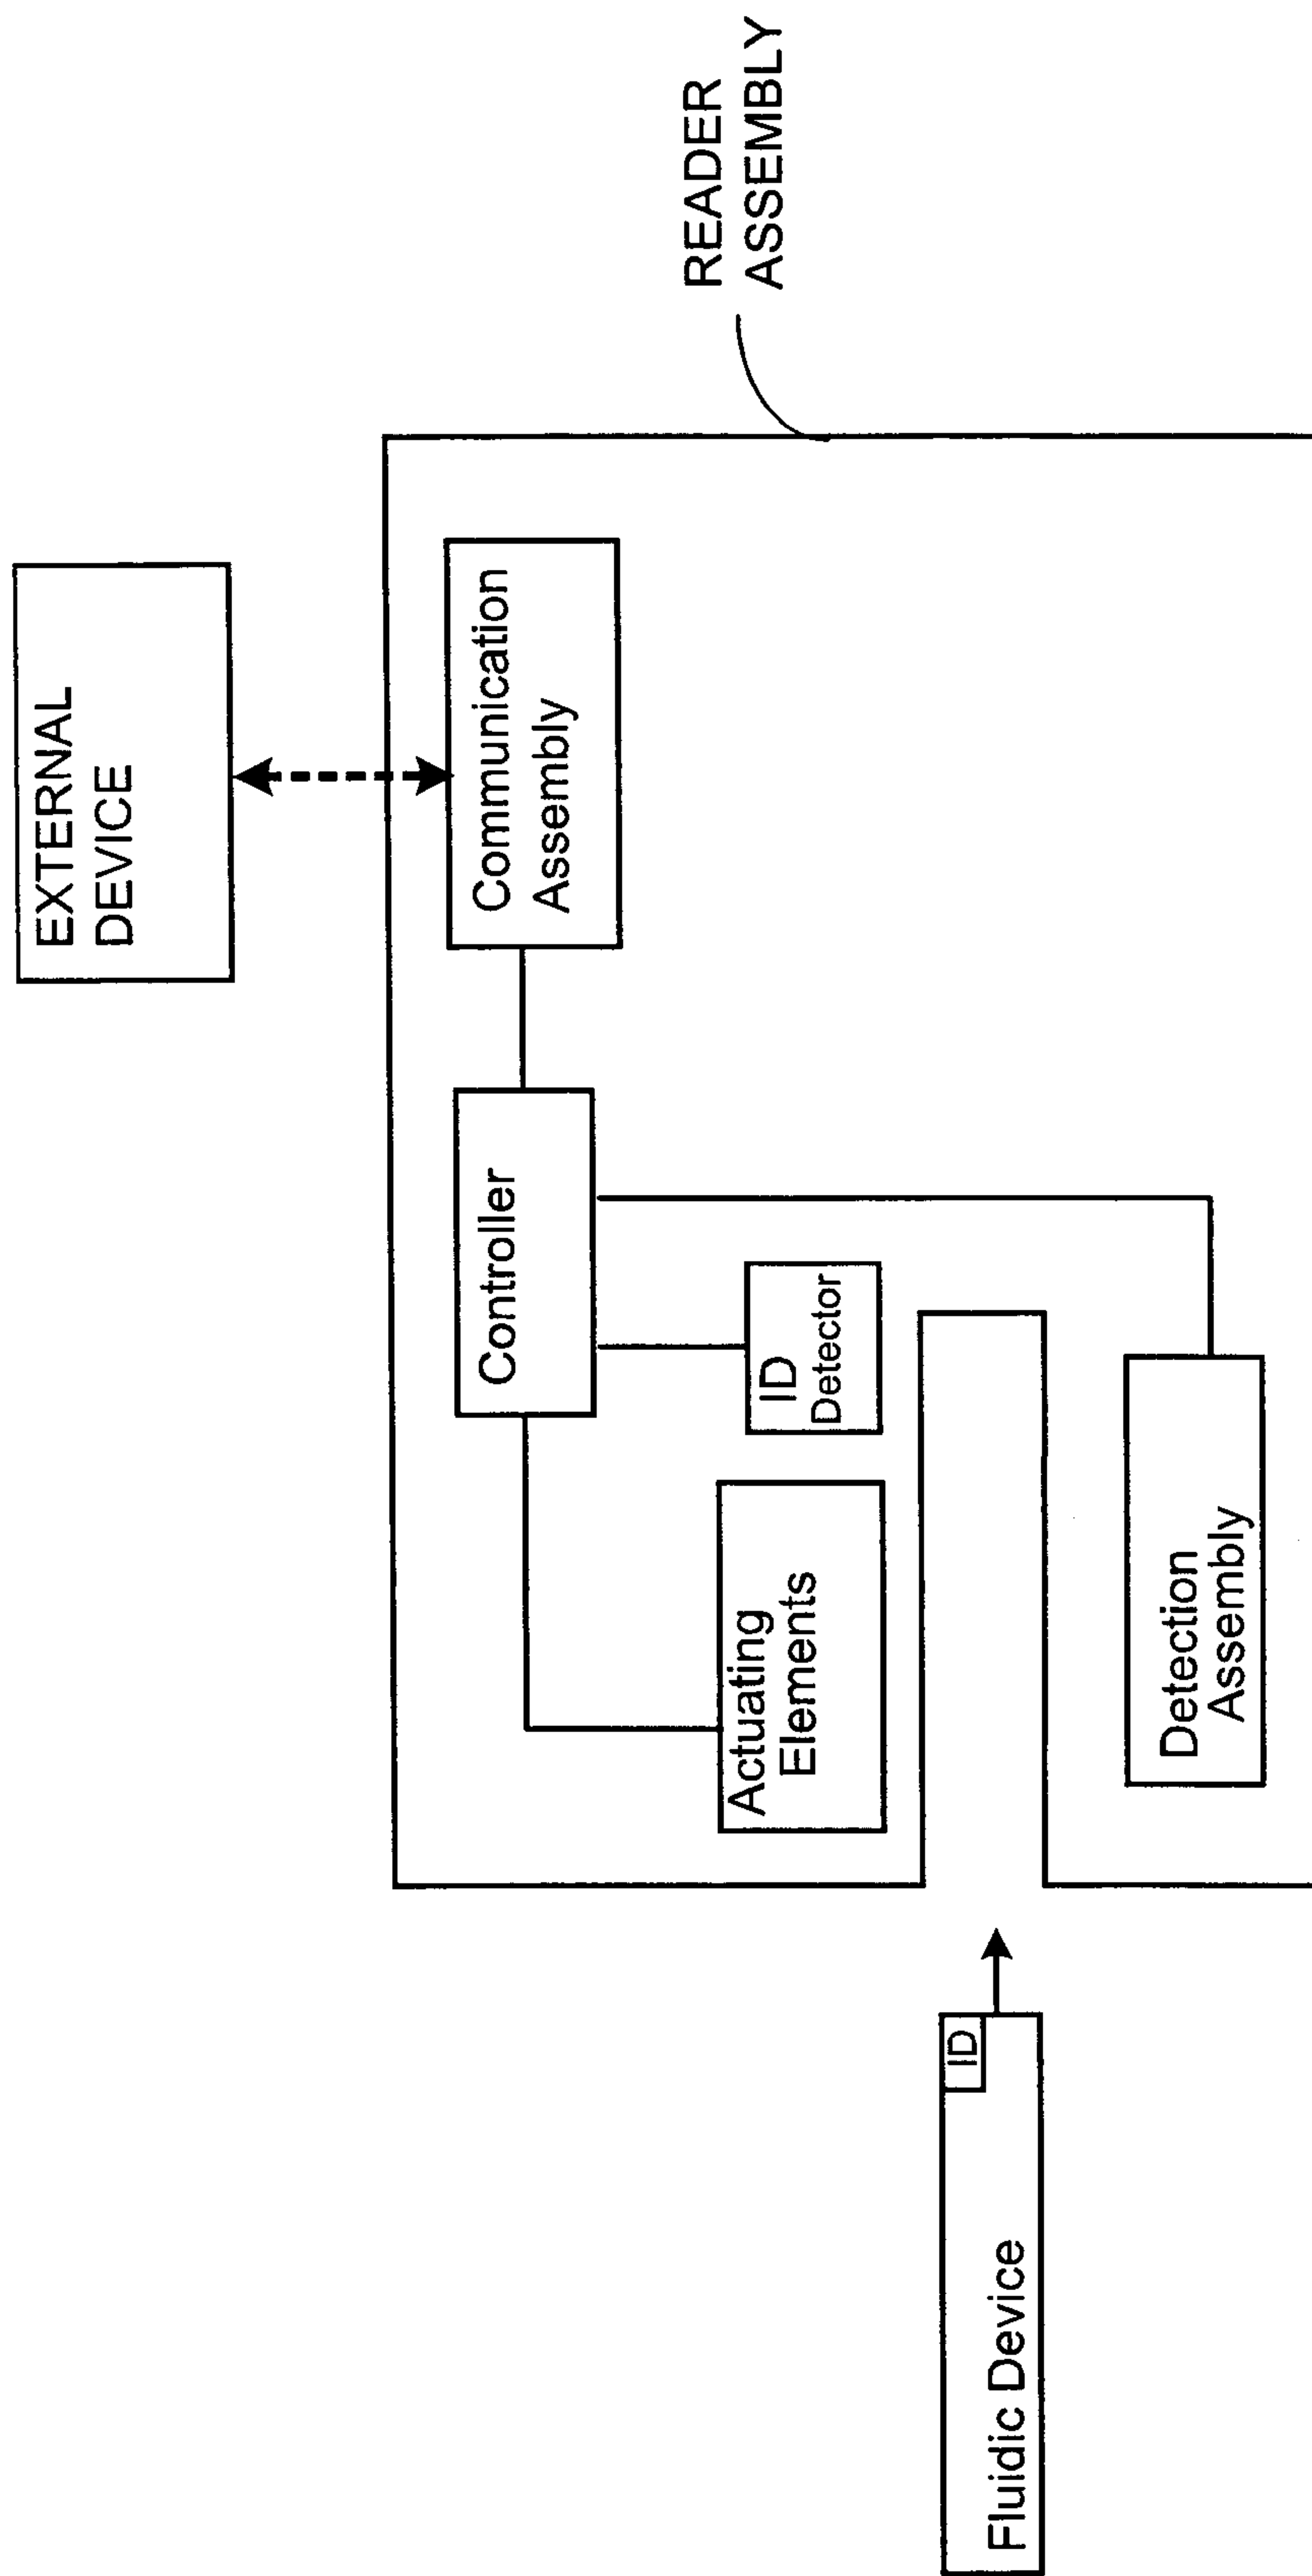 EXTERNAL
DEVICE
READER
ASSEMBLY
Communication
Assembly
Controller
ID
Detector
Actuating
Elements
Detection
Assembly
ID
Fluidic Device